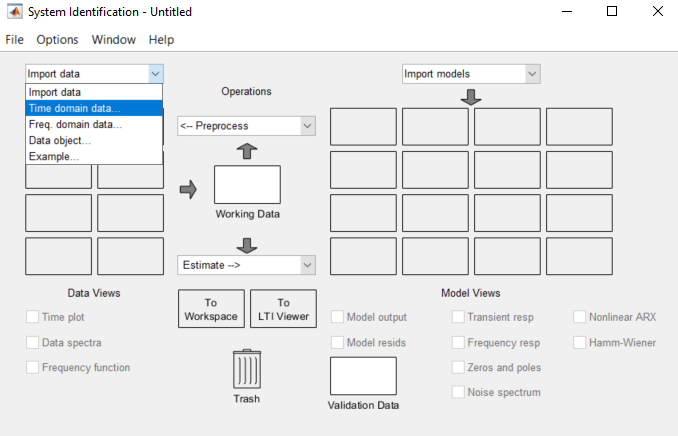 System Identification - Untitled
File Options Window Help
Import data
Import data
Time domain data...
Freq. domain data...
Data object...
Example...
Operations
<-- Preprocess
Working Data
Estimate -->
Import models
Data Views
Time plot
Data spectra
Frequency function
To
Workspace
To
LTI Viewer
Trash
Model Views
Model output
Model resids
Transient resp
Frequency resp
Zeros and poles
Noise spectrum
Nonlinear ARX
Hamm-Wiener
Validation Data